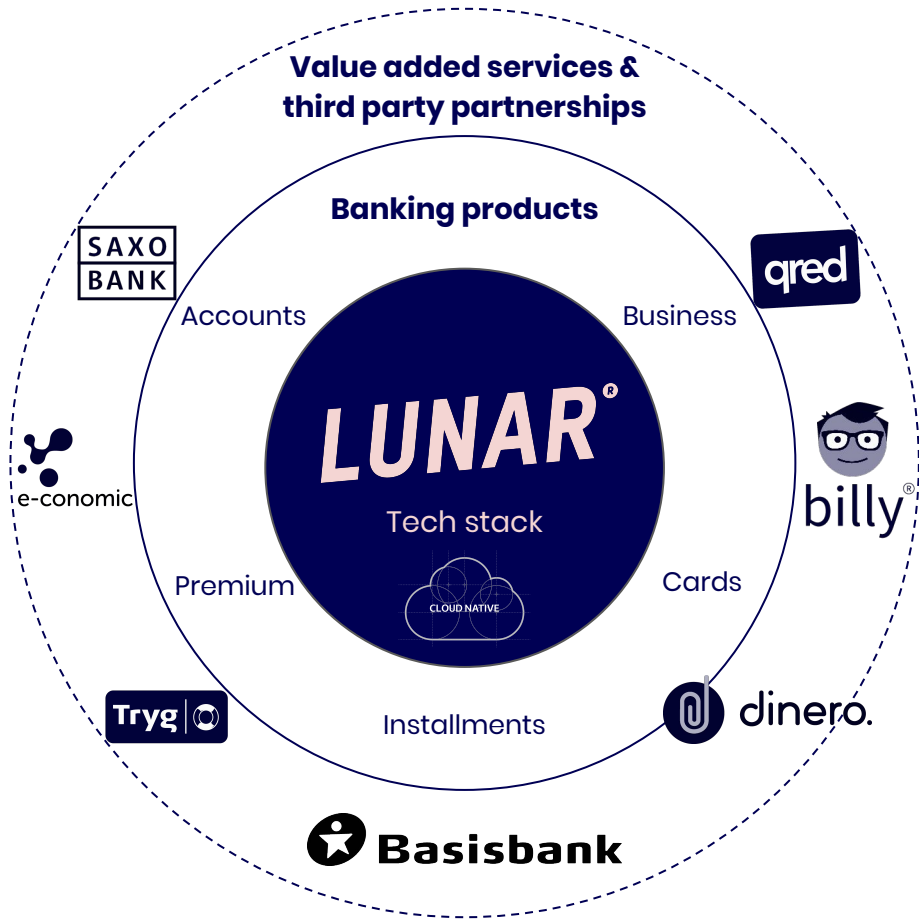 Value added services &
third party partnerships
Banking products
SAXO
BANK
qred
Accounts
Business
LUNAR®
e-conomic
billy®
Tech stack
Premium
Cards
CLOUD NATIVE
Tryg
dinero.
Installments
Basisbank